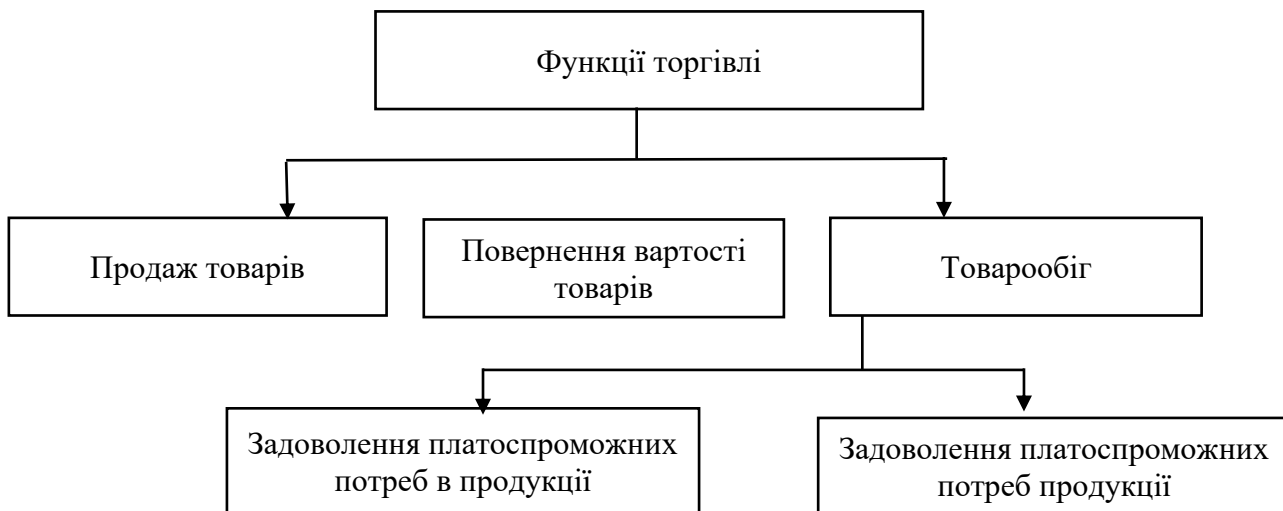 Функції торгівлі
Продаж товарів
Повернення вартості
товарів
Товарообіг
Задоволення платоспроможних
потреб в продукції
Задоволення платоспроможних
потреб продукції